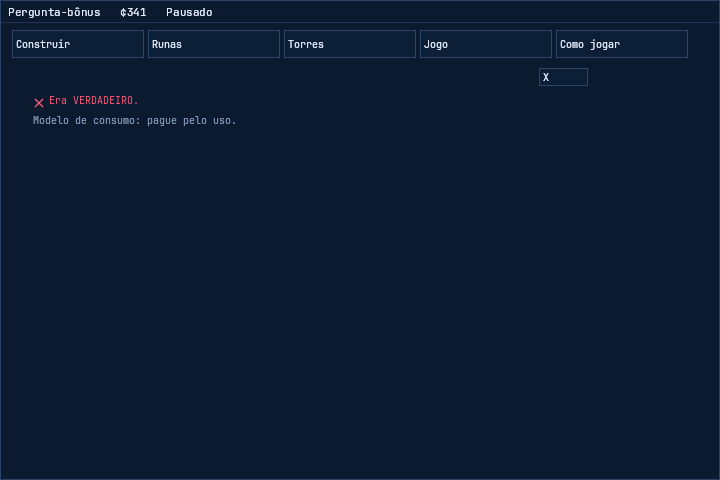 Pergunta-bônus ¢341 Pausado
Construir Runas Torres Jogo Como jogar
X
Era VERDADEIRO.
Modelo de consumo: pague pelo uso.